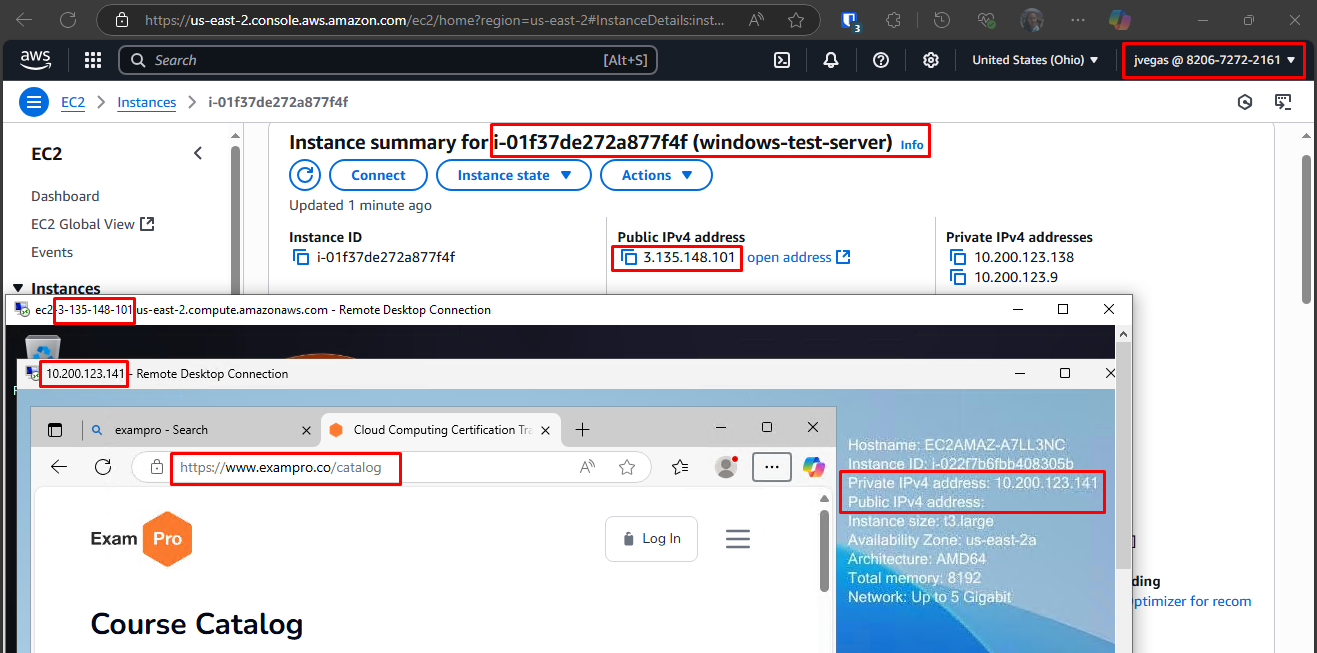 https://us-east-2.console.aws.amazon.com/ec2/home?region=us-east-2#InstanceDetails:inst...
3
aws
Search [Alt+S]
United States (Ohio)
jvegas @ 8206-7272-2161
EC2 > Instances > i-01f37de272a877f4f
EC2
Dashboard
EC2 Global View
Events
Instances
Instance summary for i-01f37de272a877f4f (windows-test-server) Info
Connect
Instance state
Actions
Updated 1 minute ago
Instance ID
i-01f37de272a877f4f
Public IPv4 address
3.135.148.101 open address
Private IPv4 addresses
10.200.123.138
10.200.123.9
ec2-3-135-148-101.us-east-2.compute.amazonaws.com - Remote Desktop Connection
10.200.123.141 - Remote Desktop Connection
exampro - Search
Cloud Computing Certification Tra
https://www.exampro.co/catalog
Exam Pro
Log In
Course Catalog
Hostname: EC2AMAZ-A7LL3NC
Instance ID: i-022f7b6fbb408305b
Private IPv4 address: 10.200.123.141
Public IPv4 address:
Instance size: t3.large
Availability Zone: us-east-2a
Architecture: AMD64
Total memory: 8192
Network: Up to 5 Gigabit
]
ding
ptimizer for recom